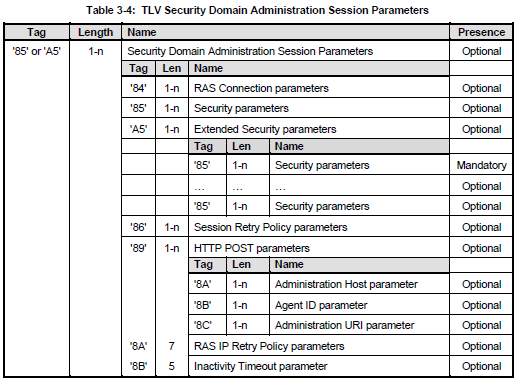 Table 3-4: TLV Security Domain Administration Session Parameters
Tag Length Name Presence
'85' or 'A5' 1-n Security Domain Administration Session Parameters Optional
Tag Len Name
'84' 1-n RAS Connection parameters Optional
'85' 1-n Security parameters Optional
'A5' 1-n Extended Security parameters Optional
Tag Len Name
'85' 1-n Security parameters Mandatory
... ... ... Optional
'85' 1-n Security parameters Optional
'86' 1-n Session Retry Policy parameters Optional
'89' 1-n HTTP POST parameters Optional
Tag Len Name
'8A' 1-n Administration Host parameter Optional
'8B' 1-n Agent ID parameter Optional
'8C' 1-n Administration URI parameter Optional
'8A' 7 RAS IP Retry Policy parameters Optional
'8B' 5 Inactivity Timeout parameter Optional